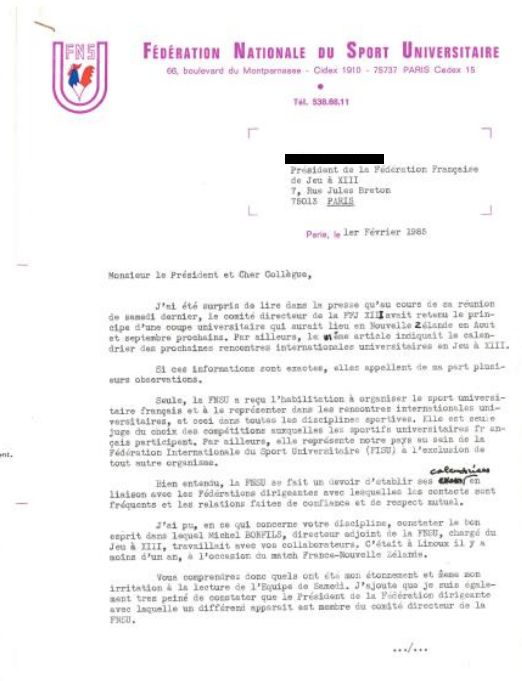 FNS
FÉDÉRATION NATIONALE DU SPORT UNIVERSITAIRE
66, boulevard du Montparnasse - Cidex 1910 - 75737 PARIS Cedex 15
Tél. 538.66.11
Président de la Fédération Française
de Jeu à XIII
7, Rue Jules Breton
75013 PARIS
Paris, le 1er Février 1985
Monsieur le Président et Cher Collègue,
J'ai été surpris de lire dans la presse qu'au cours de sa réunion
de samedi dernier, le comité directeur de la FFJ XIII avait retenu le prin-
cipe d'une coupe universitaire qui aurait lieu en Nouvelle Zélande en Aout
et septembre prochains. Par ailleurs, le même article indiquait le calen-
drier des prochaines rencontres internationales universitaires en Jeu à XIII.
Si ces informations sont exactes, elles appellent de ma part plusi-
eurs observations.
Seule, la FNSU a reçu l'habilitation à organiser le sport universi-
taire français et à le représenter dans les rencontres internationales uni-
versitaires, et ceci dans toutes les disciplines sportives. Elle est seule
juge du choix des compétitions auxquelles les sportifs universitaires fr an-
çais participent. Par ailleurs, elle représente notre pays au sein de la
Fédération Internationale du Sport Universitaire (FISU) à l'exclusion de
tout autre organisme.
ent.
calendriers
Bien entendu, la FNSU se fait un devoir d'établir ses en
liaison avec les Fédérations dirigeantes avec lesquelles les contacts sont
fréquents et les relations faites de confiance et de respect mutuel.
J'ai pu, en ce qui concerne votre discipline, constater le bon
esprit dans lequel Michel BONFILS, directeur adjoint de la FNSU, chargé du
Jeu à XIII, travaillait avec vos collaborateurs. C'était à Limoux il y a
moins d'un an, à l'occasion du match France-Nouvelle Zélande.
Vous comprendrez donc quels ont été mon étonnement et même mon
irritation à la lecture de l'Equipe de Samedi. J'ajoute que je suis égale-
ment tres peiné de constater que le Président de la Fédération dirigeante
avec laquelle un différend apparait est membre du comité directeur de la
FNSU.
.../...